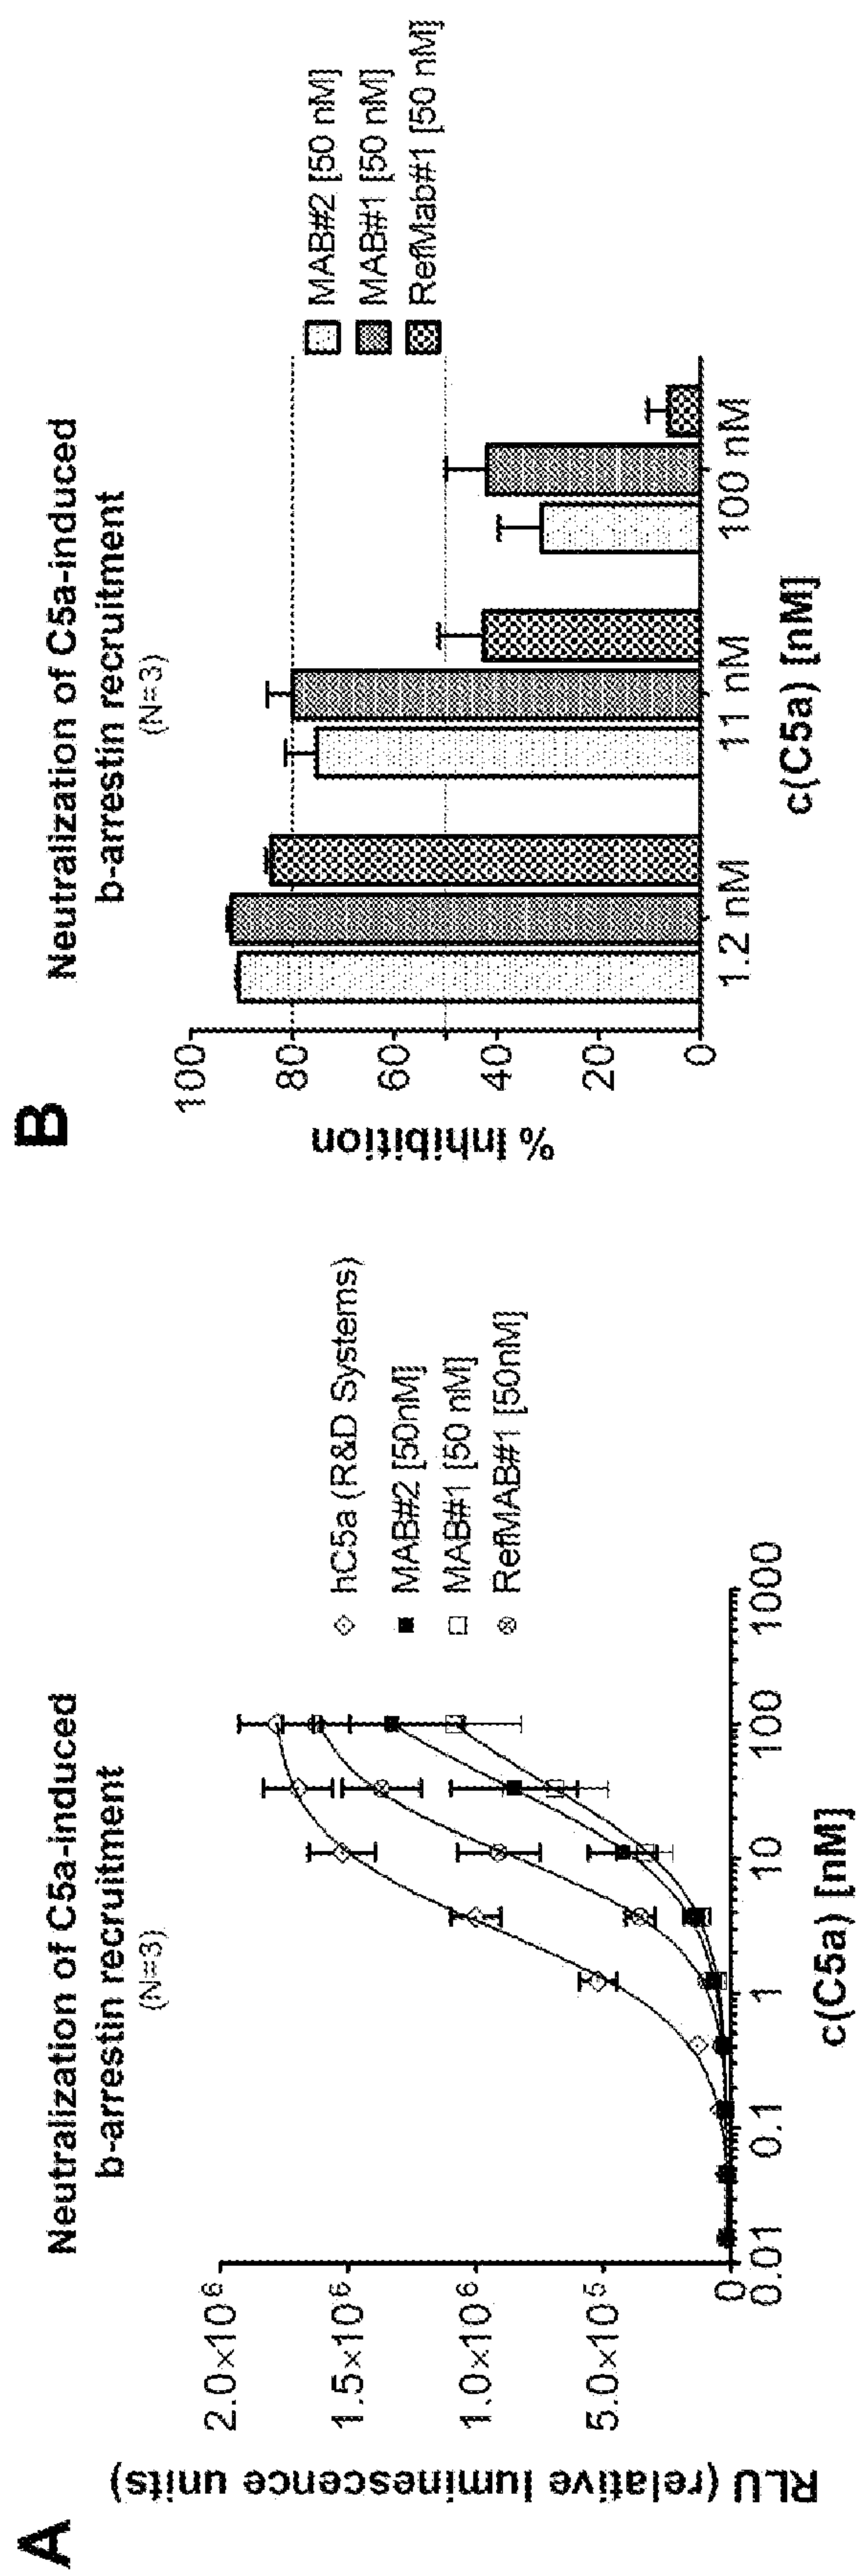 A
Neutralization of C5a-induced
b-arrestin recruitment
(N=3)
RLU (relative luminescence units)
2.0×10⁶
1.5×10⁶
1.0×10⁶
5.0×10⁵
0
0.01
0.1
1
10
100
1000
c(C5a) [nM]
hC5a (R&D Systems)
MAB#2 [50nM]
MAB#1 [50 nM]
RefMAB#1 [50nM]
B
Neutralization of C5a-induced
b-arrestin recruitment
(N=3)
% Inhibition
100
80
60
40
20
0
1.2 nM
11 nM
100 nM
c(C5a) [nM]
MAB#2 [50 nM]
MAB#1 [50 nM]
RefMab#1 [50 nM]